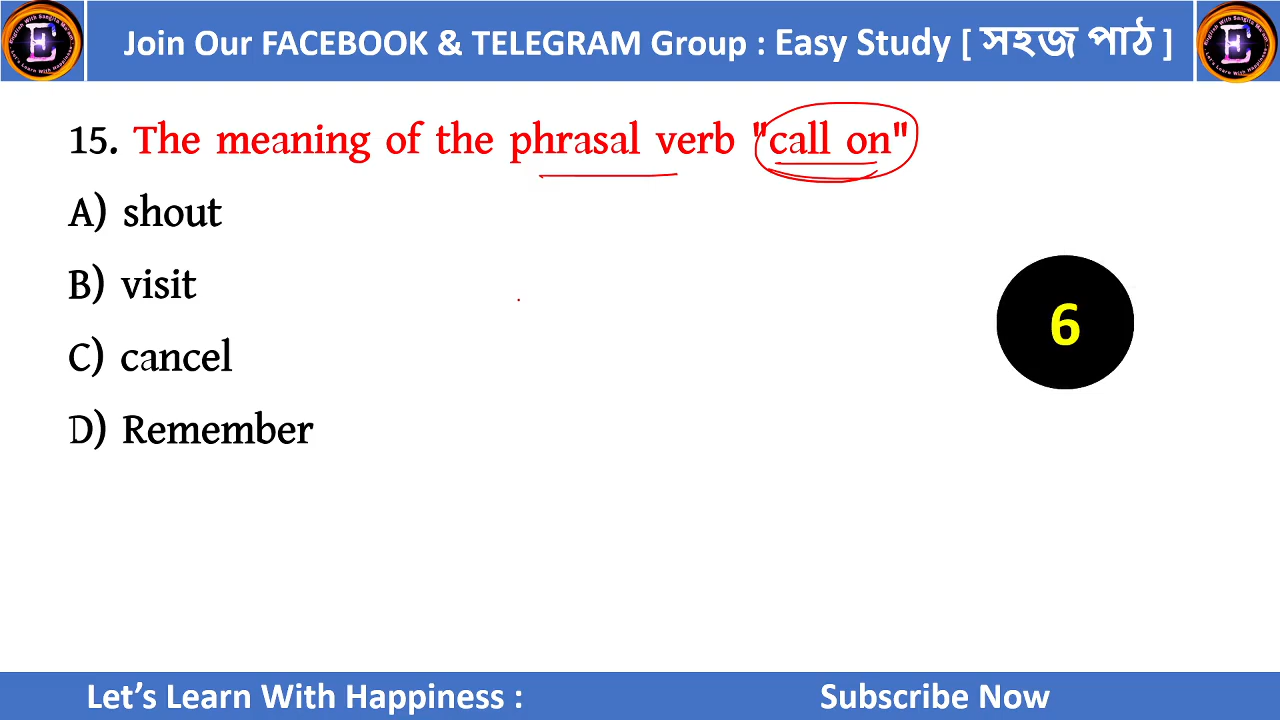 Join Our FACEBOOK & TELEGRAM Group : Easy Study [ সহজ পাঠ ]
15. The meaning of the phrasal verb "call on"
A) shout
B) visit
C) cancel
D) Remember
6
Let's Learn With Happiness :
Subscribe Now